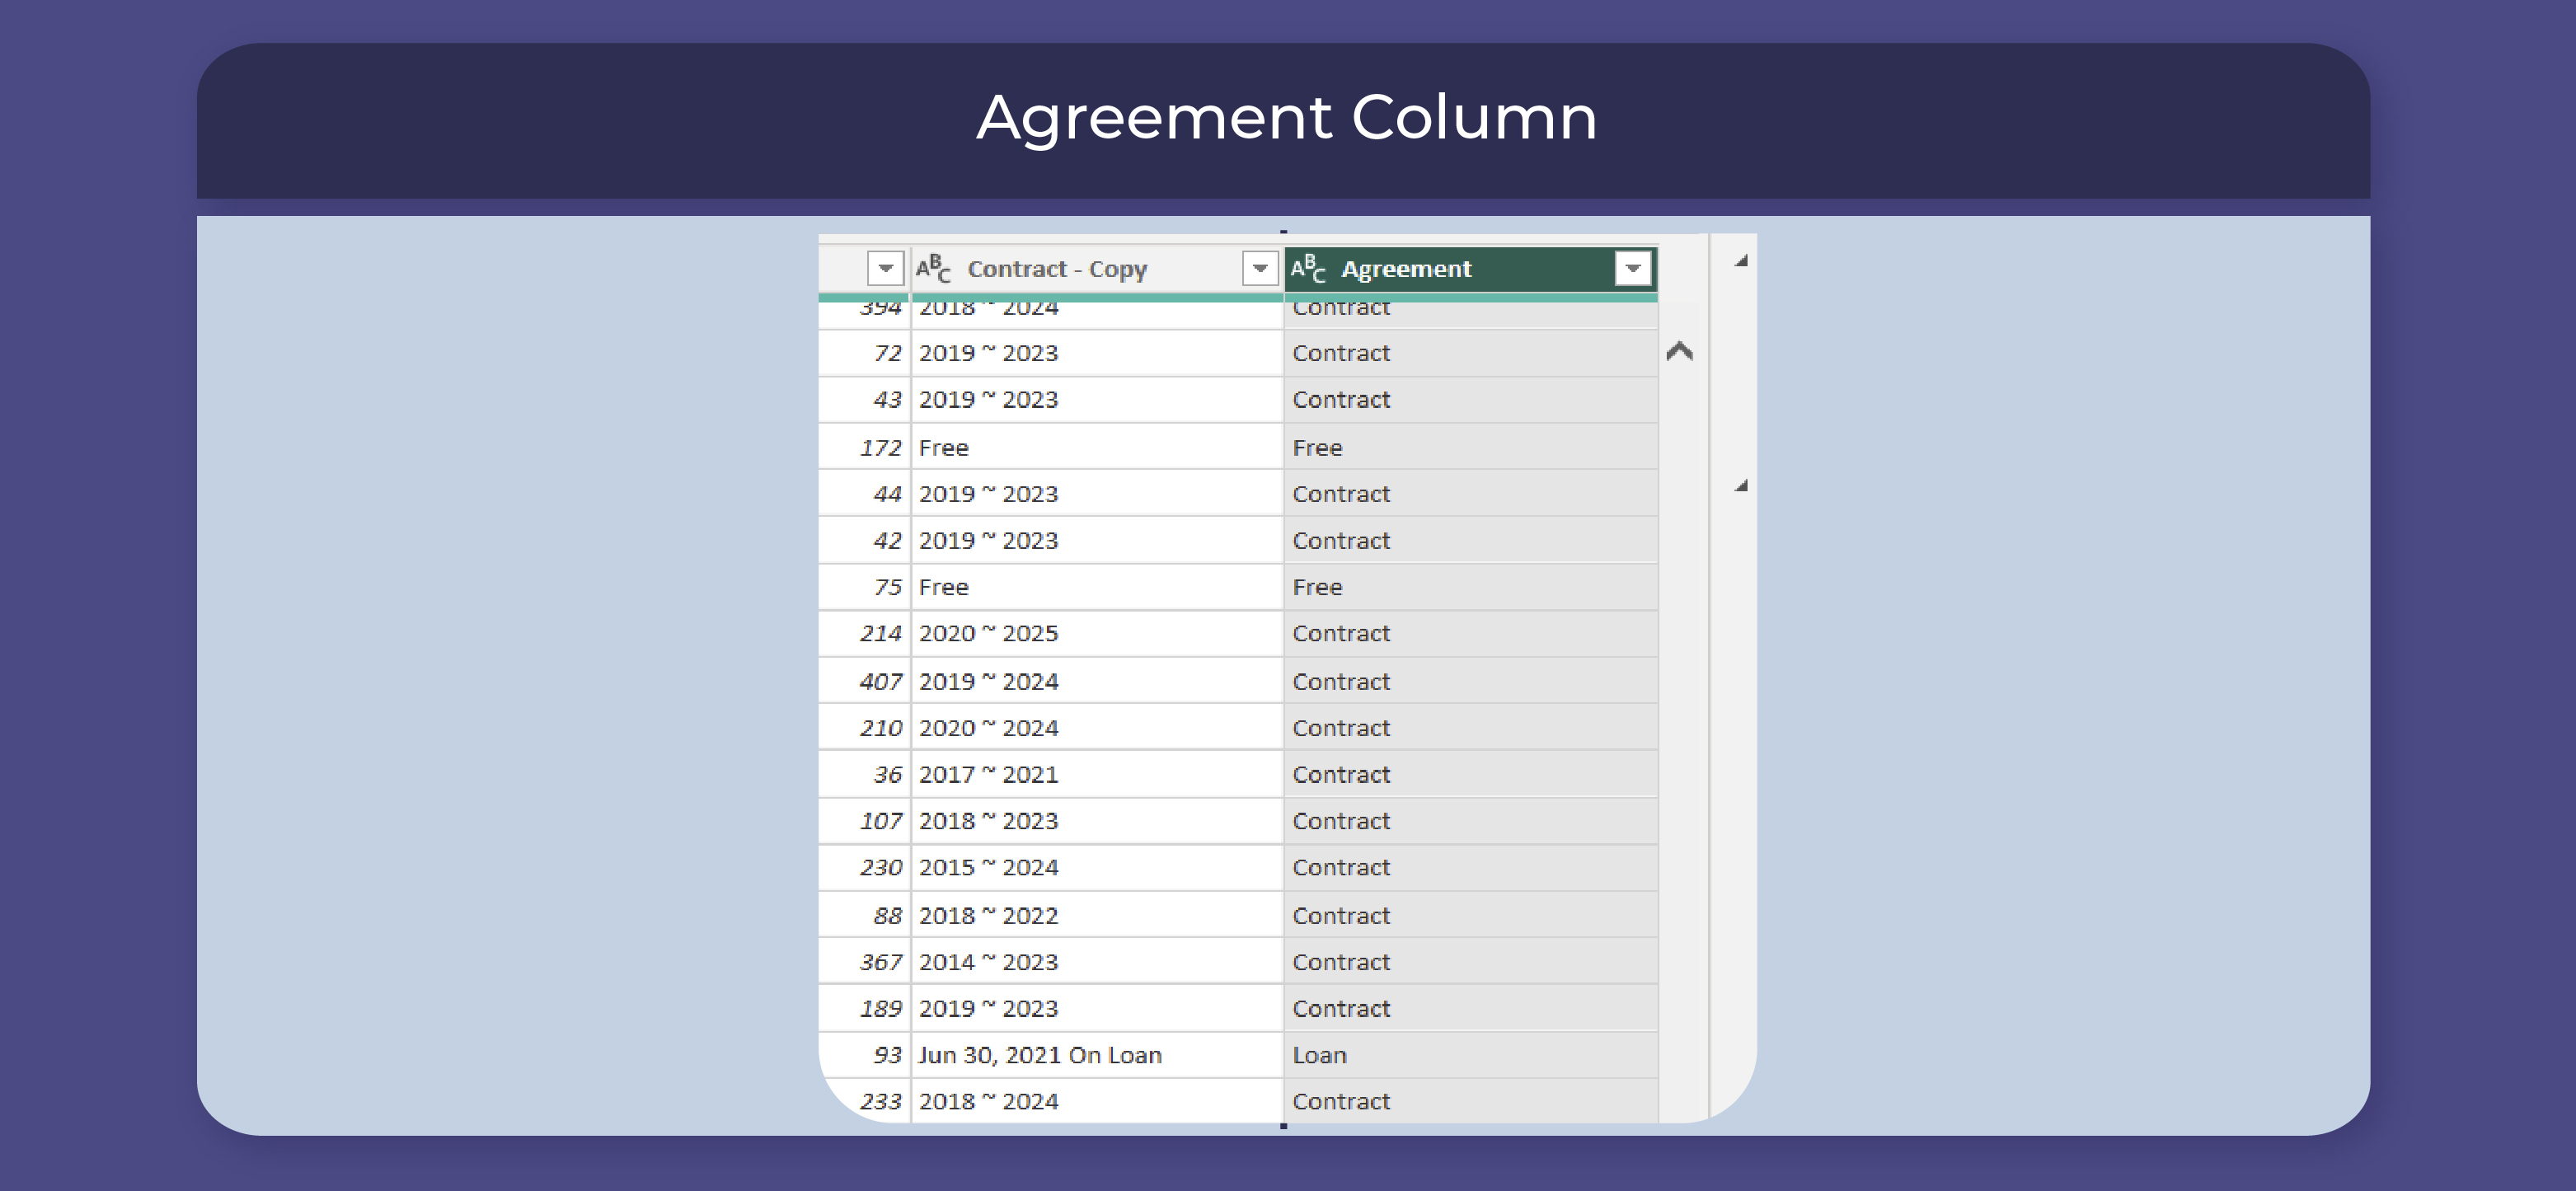 Agreement Column
ABC Contract - Copy ABC Agreement
394 2018 ~ 2024 Contract
72 2019 ~ 2023 Contract
43 2019 ~ 2023 Contract
172 Free Free
44 2019 ~ 2023 Contract
42 2019 ~ 2023 Contract
75 Free Free
214 2020 ~ 2025 Contract
407 2019 ~ 2024 Contract
210 2020 ~ 2024 Contract
36 2017 ~ 2021 Contract
107 2018 ~ 2023 Contract
230 2015 ~ 2024 Contract
88 2018 ~ 2022 Contract
367 2014 ~ 2023 Contract
189 2019 ~ 2023 Contract
93 Jun 30, 2021 On Loan Loan
233 2018 ~ 2024 Contract